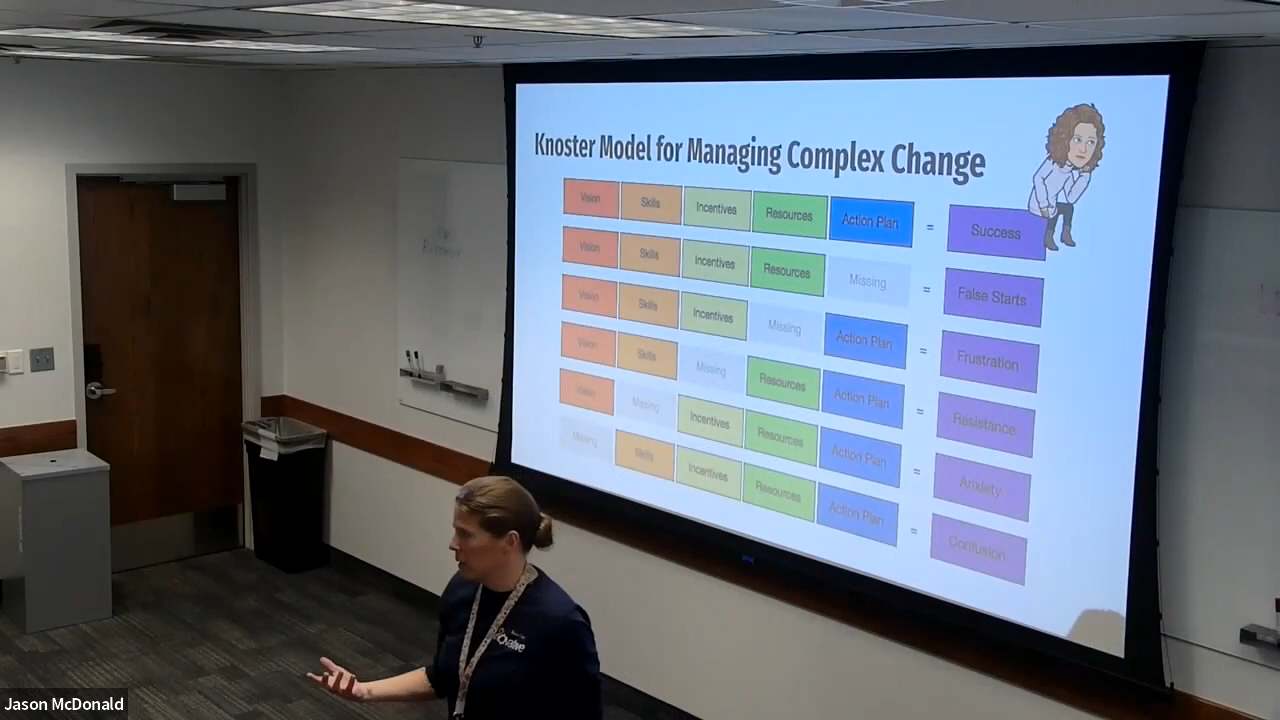 Knoster Model for Managing Complex Change
Vision Skills Incentives Resources Action Plan = Success
Vision Skills Incentives Resources Missing = False Starts
Vision Skills Incentives Missing Action Plan = Frustration
Vision Skills Missing Resources Action Plan = Resistance
Vision Missing Incentives Resources Action Plan = Anxiety
Missing Skills Incentives Resources Action Plan = Confusion
Jason McDonald